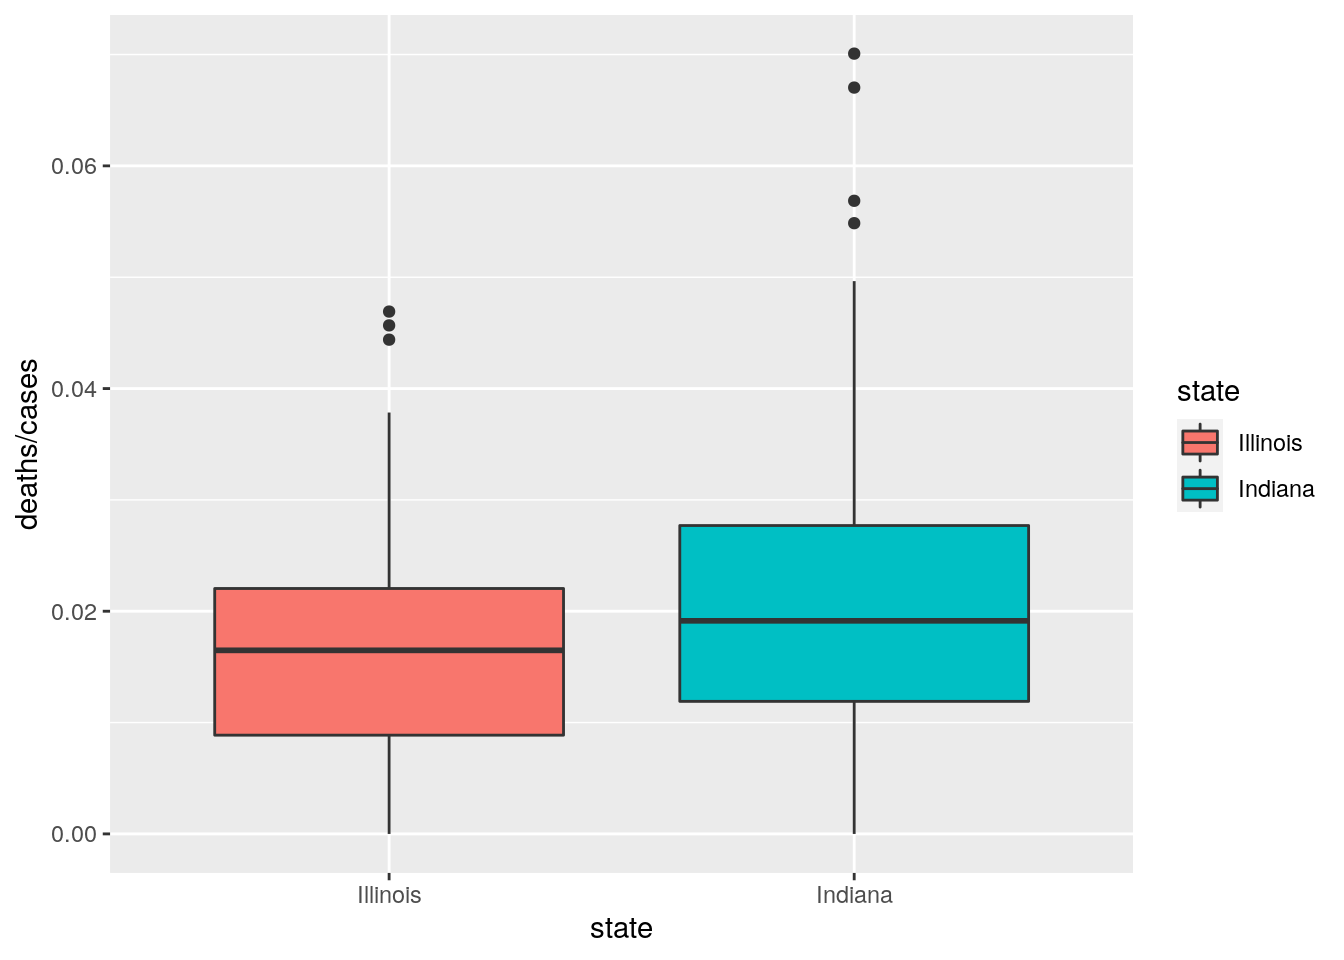 deaths/cases
0.06
0.04
0.02
0.00
Illinois
Indiana
state
state
Illinois
Indiana